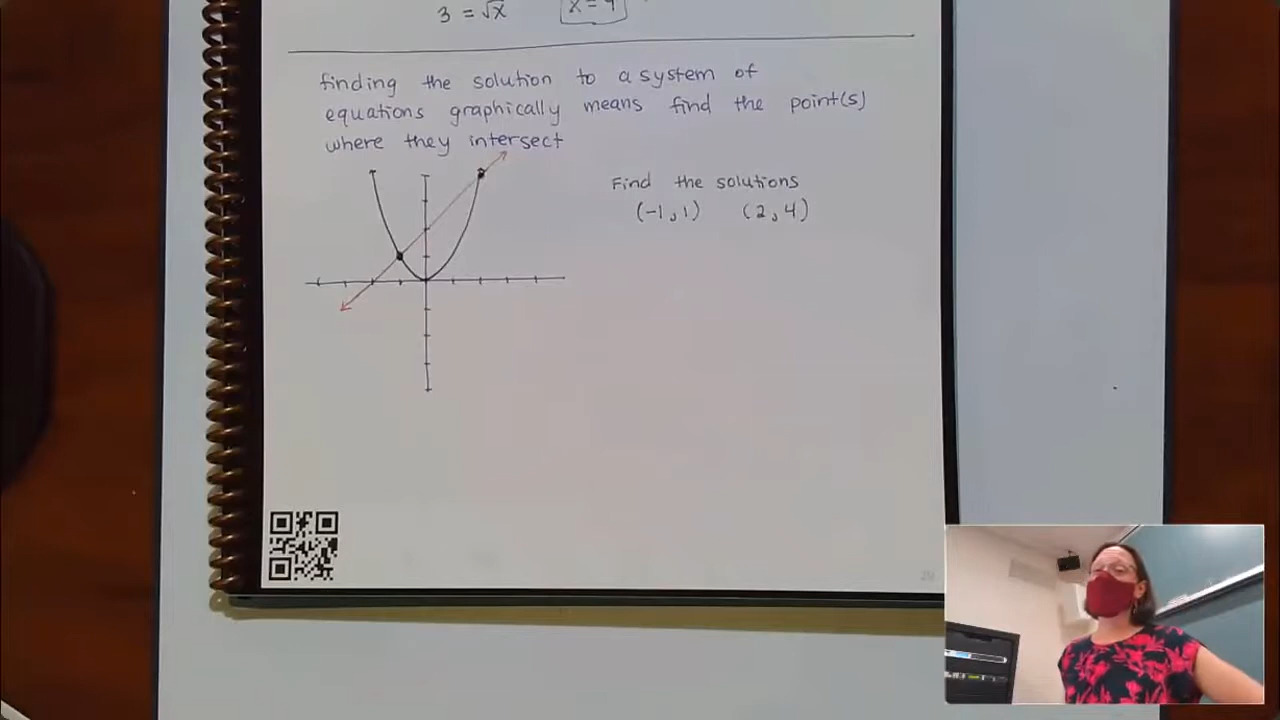 3 = √x x = 9
finding the solution to a system of
equations graphically means find the point(s)
where they intersect
Find the solutions
(-1,1) (2,4)